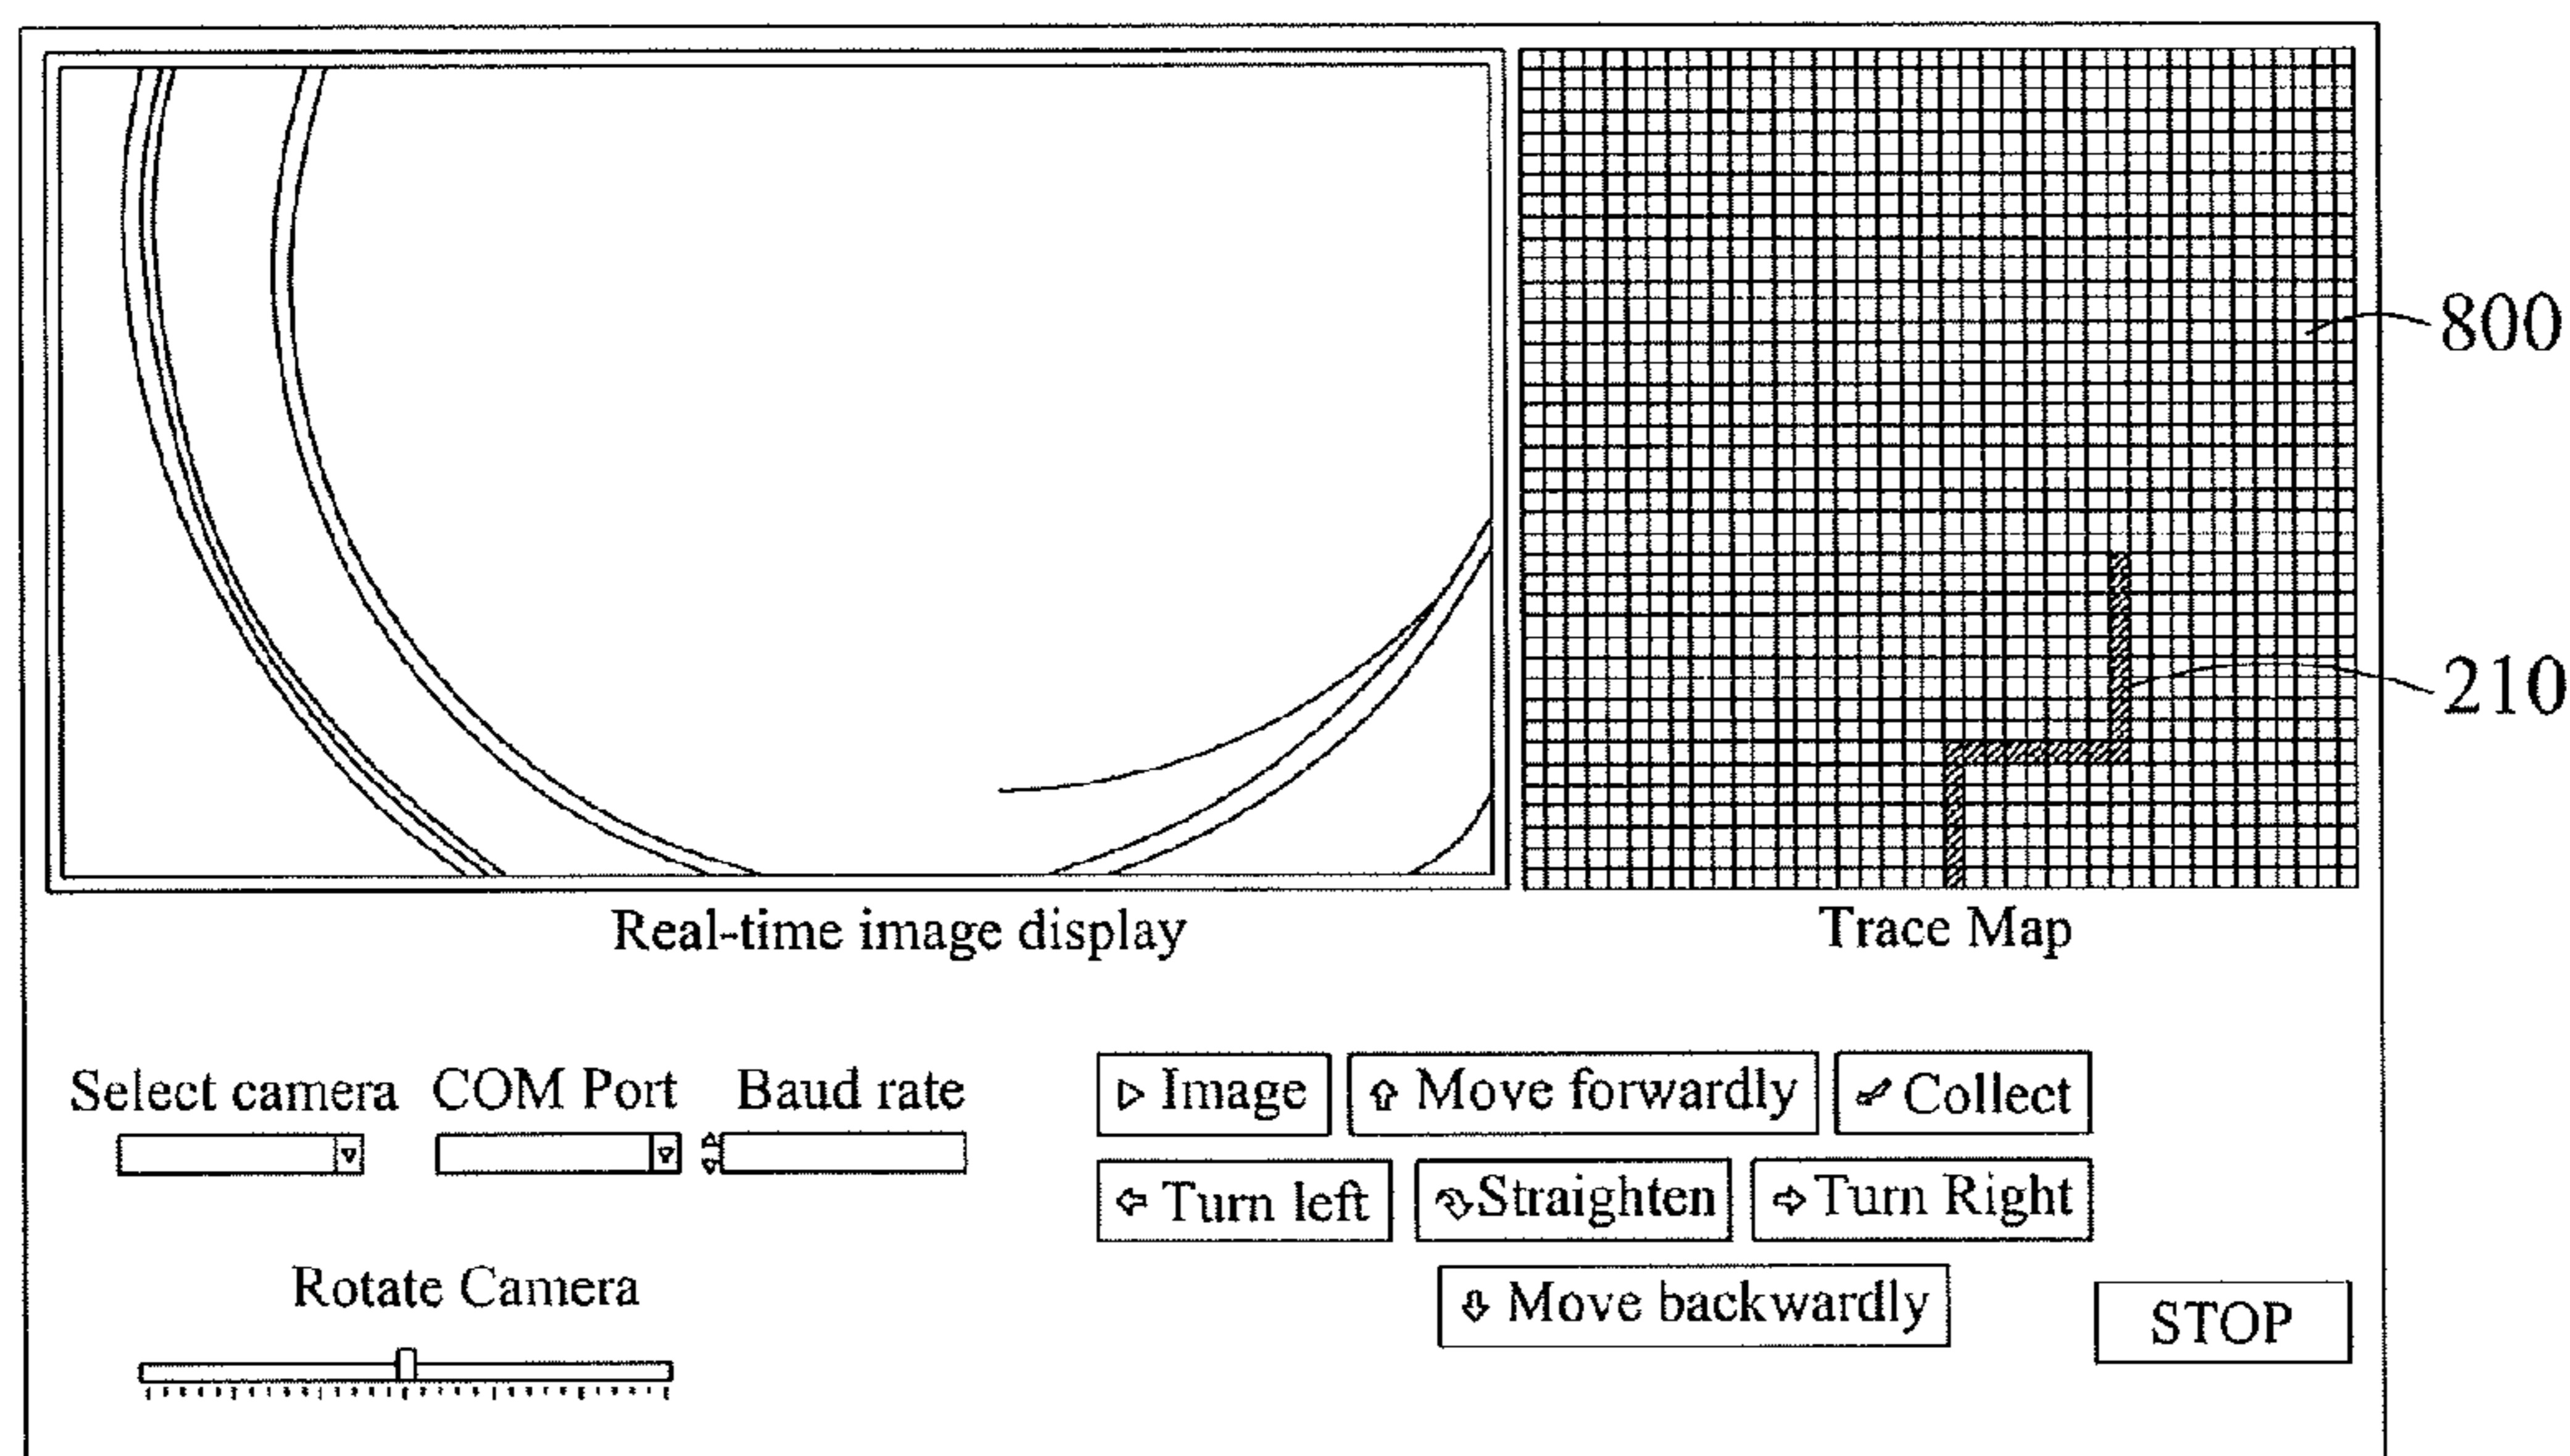 800
210
Real-time image display
Trace Map
Select camera COM Port Baud rate
Image Move forwardly Collect
Turn left Straighten Turn Right
Rotate Camera
Move backwardly
STOP